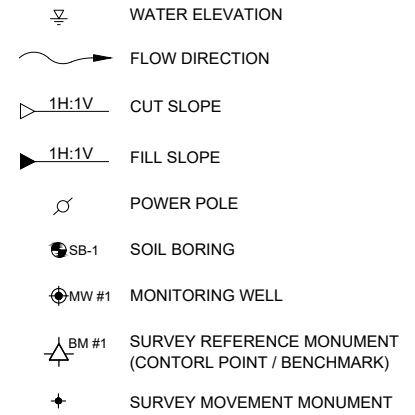 WATER ELEVATION
FLOW DIRECTION
1H:1V CUT SLOPE
1H:1V FILL SLOPE
POWER POLE
SB-1 SOIL BORING
MW #1 MONITORING WELL
BM #1 SURVEY REFERENCE MONUMENT
(CONTORL POINT / BENCHMARK)
SURVEY MOVEMENT MONUMENT